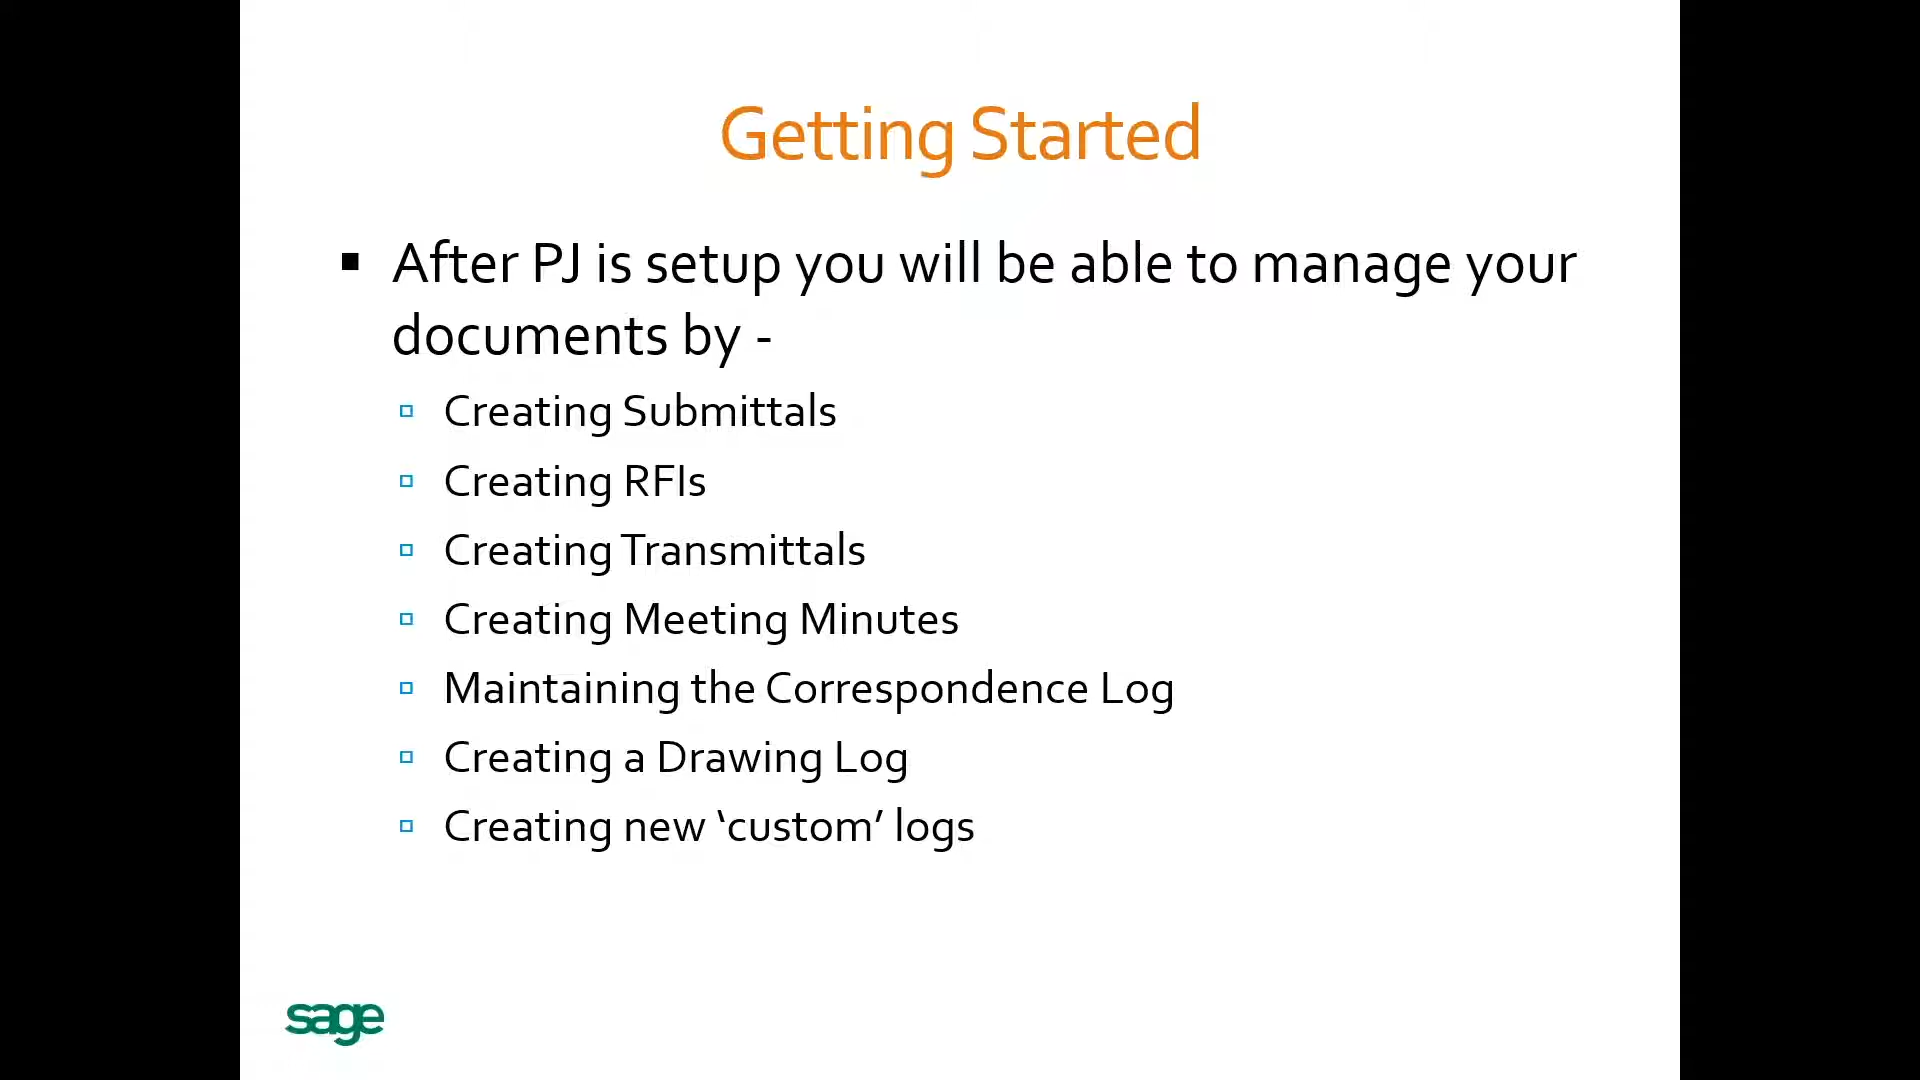 Getting Started
▪ After PJ is setup you will be able to manage your
documents by -
▫ Creating Submittals
▫ Creating RFIs
▫ Creating Transmittals
▫ Creating Meeting Minutes
▫ Maintaining the Correspondence Log
▫ Creating a Drawing Log
▫ Creating new ‘custom’ logs
sage